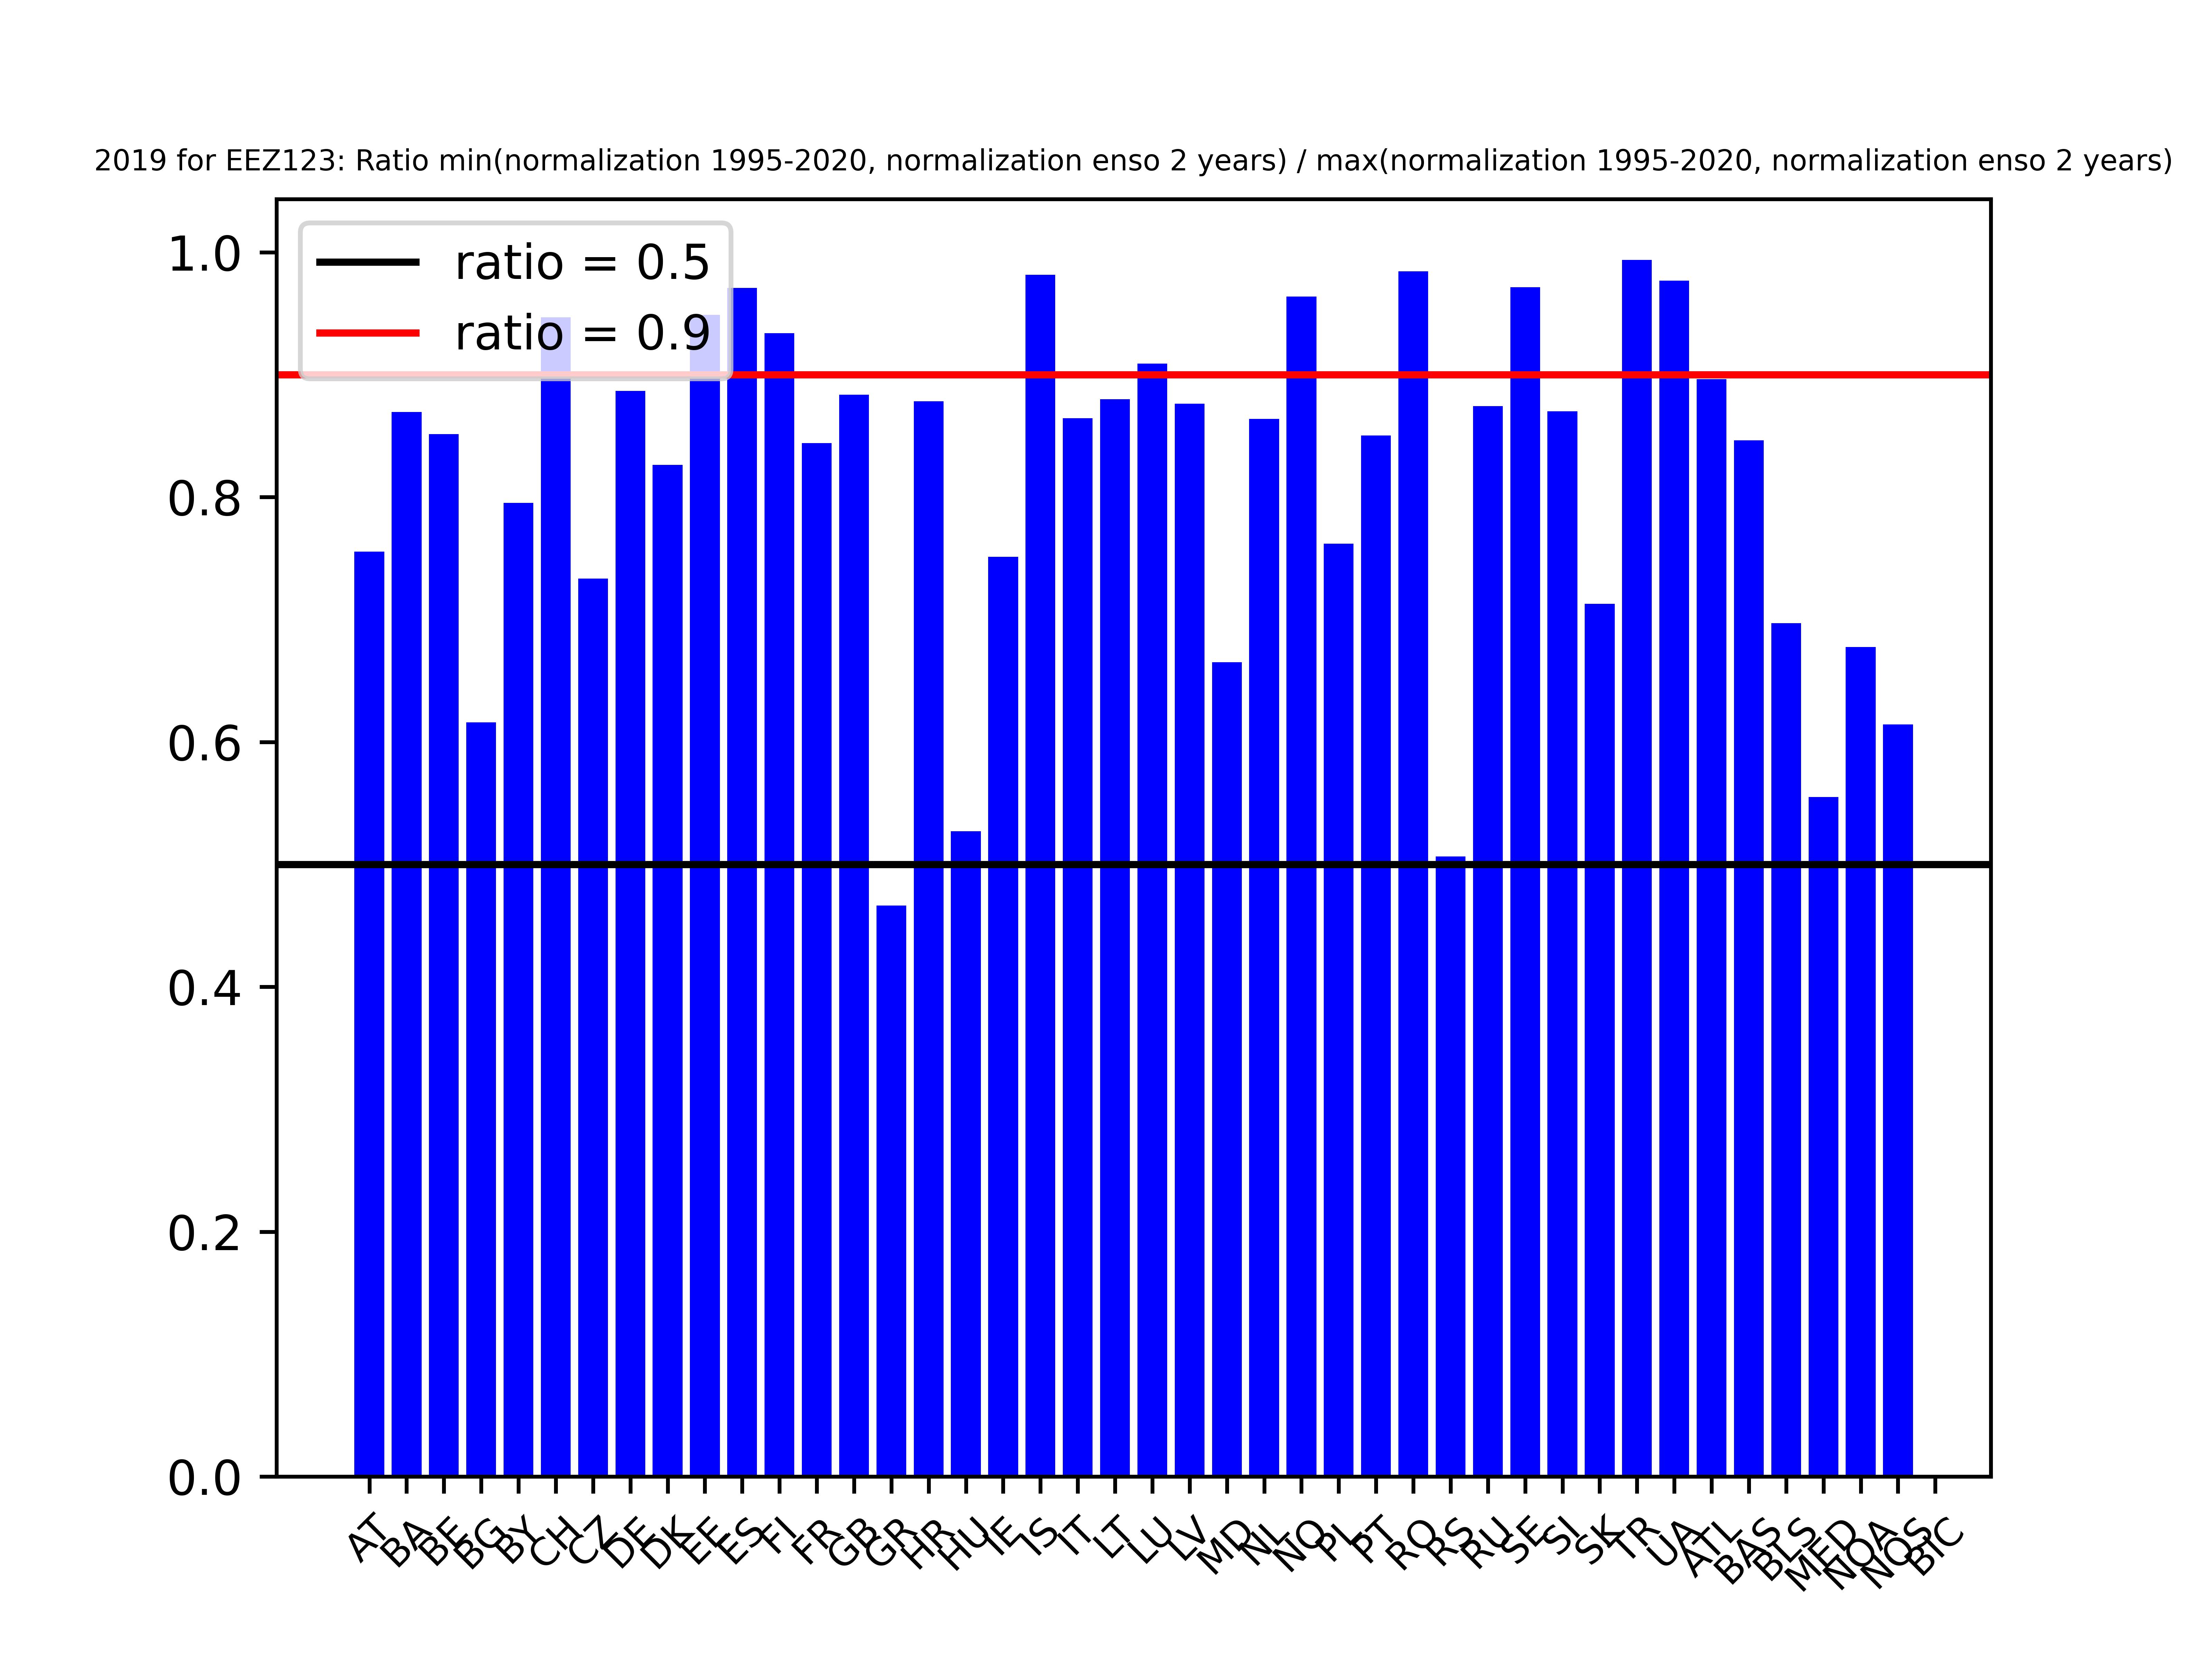 2019 for EEZ123: Ratio min(normalization 1995-2020, normalization enso 2 years) / max(normalization 1995-2020, normalization enso 2 years)
ratio = 0.5
ratio = 0.9
1.0
0.8
0.6
0.4
0.2
0.0
AT BA BE BG BY CH CZ DE DK EE ES FI FR GB GR HR HU IE IS IT LT LU LV MD NL NO PL PT RO RS RU SE SI SK TR UA ATL BAS BLS MED NOA NOS BIC